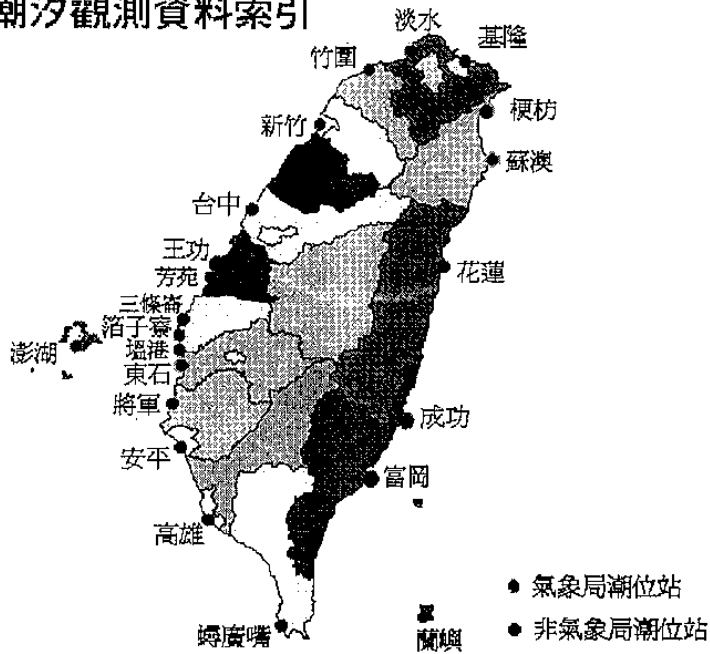 潮汐觀測資料索引
淡水
基隆
竹圍
梗枋
新竹
蘇澳
台中
王功
花蓮
芳苑
三條崙
箔子寮
澎湖
塭港
東石
將軍
成功
安平
富岡
高雄
氣象局潮位站
蟳廣嘴
蘭嶼
非氣象局潮位站